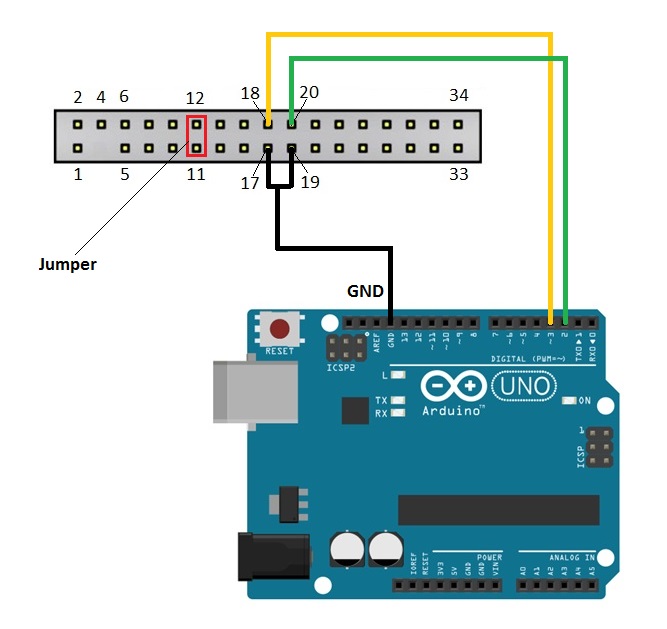 2 4 6 12 18 20 34
1 5 11 17 19 33
Jumper
GND
RESET
ICSP2
AREF
GND
13
12
~11
~10
~9
8
7
~6
~5
4
~3
2
TX0▶1
RX0◀0
DIGITAL (PWM=~)
L
TX
RX
UNO
Arduino™
ON
1
ICSP
POWER
ANALOG IN
IOREF
RESET
3V3
5V
GND
GND
VIN
A0
A1
A2
A3
A4
A5